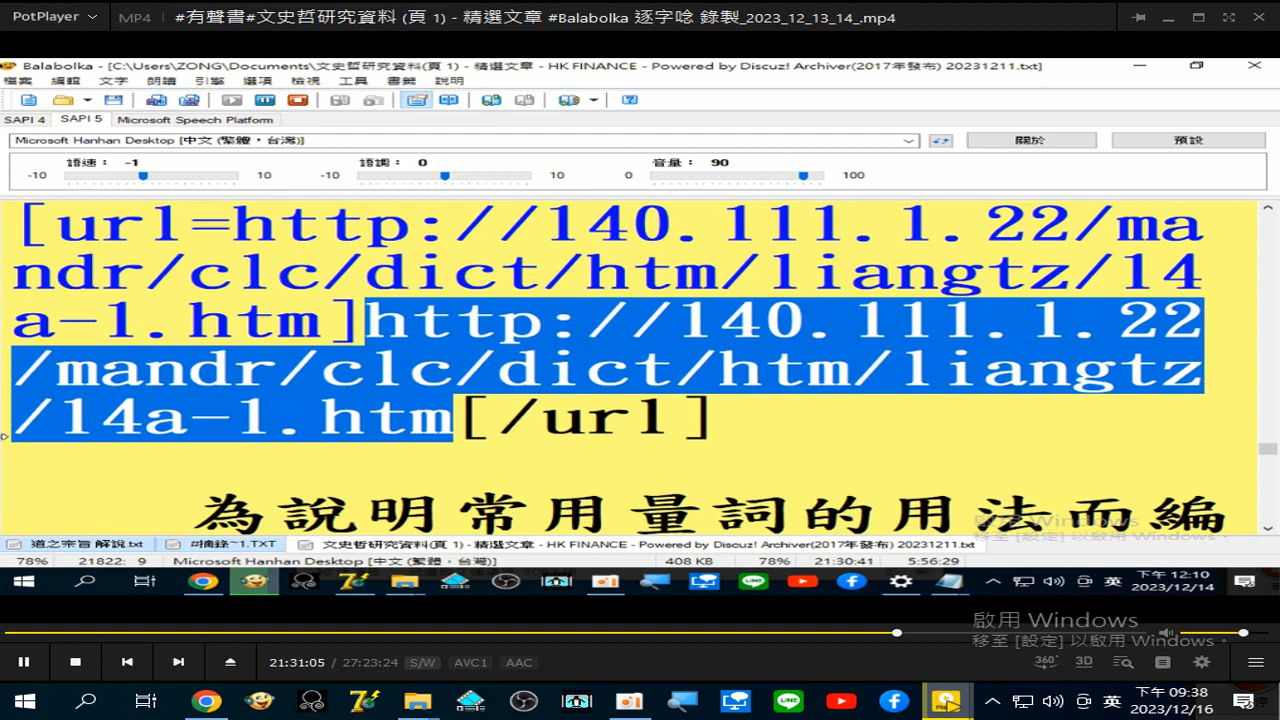 PotPlayer
MP4
#有聲書#文史哲研究資料 (頁 1) - 精選文章 #Balabolka 逐字唸 錄製_2023_12_13_14_.mp4
Balabolka - [C:\Users\ZONG\Documents\文史哲研究資料(頁 1) - 精選文章 - HK FINANCE - Powered by Discuz! Archiver(2017年發布) 20231211.txt]
檔案 編輯 文字 朗讀 引擎 選項 檢視 工具 書籤 說明
SAPI 4 SAPI 5 Microsoft Speech Platform
Microsoft Hanhan Desktop [中文 (繁體，台灣)]
關於 預設
語速： -1 語調： 0 音量： 90
-10 10 -10 10 0 100
[url=http://140.111.1.22/ma
ndr/clc/dict/htm/liangtz/14
a-1.htm]http://140.111.1.22
/mandr/clc/dict/htm/liangtz
/14a-1.htm[/url]
為說明常用量詞的用法而編
啟用 Windows
移至 [設定] 以啟用 Windows。
道之宗旨 解說.txt #摘錄~1.TXT 文史哲研究資料(頁 1) - 精選文章 - HK FINANCE - Powered by Discuz! Archiver(2017年發布) 20231211.txt
78% 21822: 9 Microsoft Hanhan Desktop [中文 (繁體，台灣)] 408 KB 78% 21:30:41 5:56:29
英 下午 12:10
2023/12/14
啟用 Windows
移至 [設定] 以啟用 Windows。
21:31:05 / 27:23:24 S/W AVC1 AAC
360° 3D
英 下午 09:38
2023/12/16